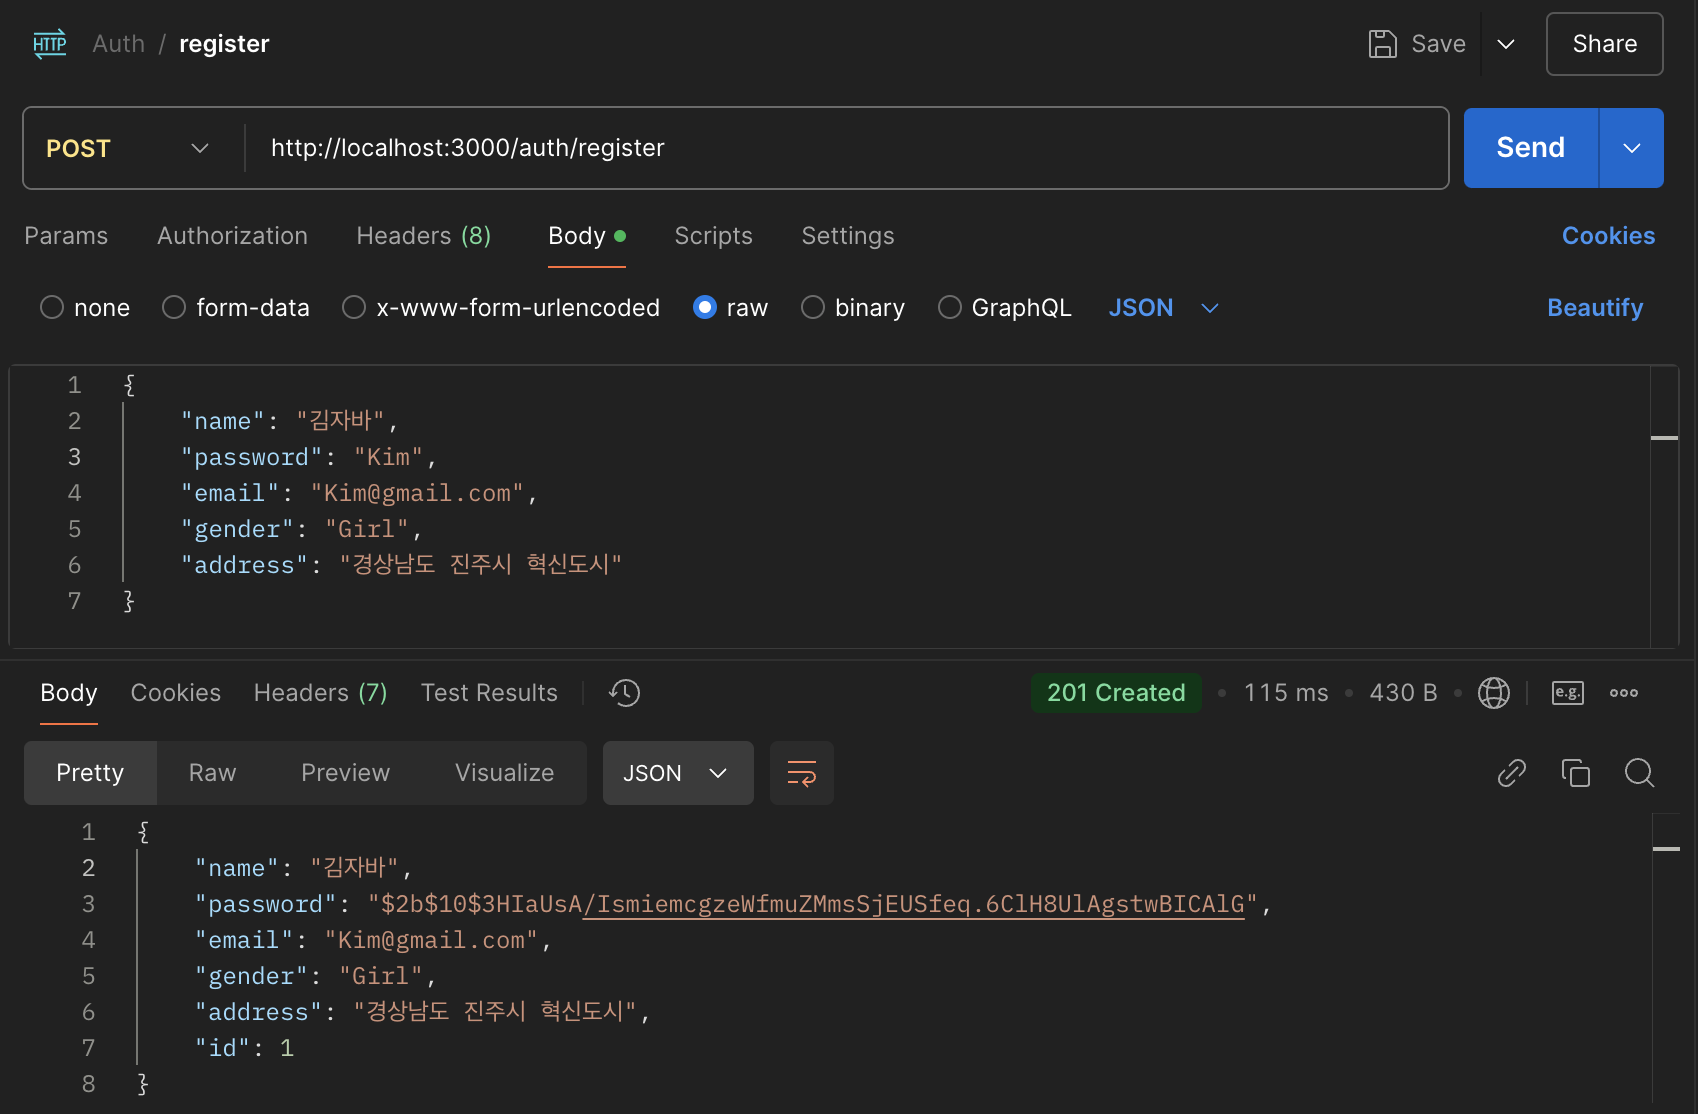 HTTP Auth / register Save Share
POST http://localhost:3000/auth/register Send
Params Authorization Headers (8) Body Scripts Settings Cookies
none form-data x-www-form-urlencoded raw binary GraphQL JSON Beautify
1 {
2 "name": "김자바",
3 "password": "Kim",
4 "email": "Kim@gmail.com",
5 "gender": "Girl",
6 "address": "경상남도 진주시 혁신도시"
7 }
Body Cookies Headers (7) Test Results 201 Created • 115 ms • 430 B • e.g.
Pretty Raw Preview Visualize JSON
1 {
2 "name": "김자바",
3 "password": "$2b$10$3HIaUsA/IsmiemcgzeWfmuZMmsSjEUSfeq.6ClH8UlAgstwBICAlG",
4 "email": "Kim@gmail.com",
5 "gender": "Girl",
6 "address": "경상남도 진주시 혁신도시",
7 "id": 1
8 }